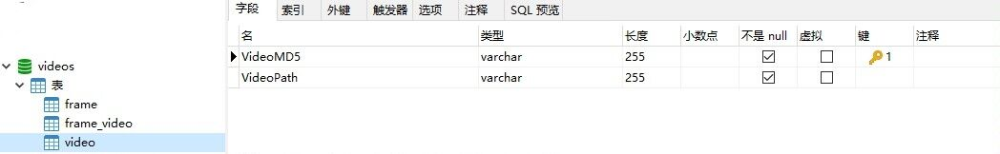 字段 索引 外键 触发器 选项 注释 SQL 预览
名 类型 长度 小数点 不是 null 虚拟 键 注释
VideoMD5 varchar 255 1
VideoPath varchar 255
videos
表
frame
frame_video
video